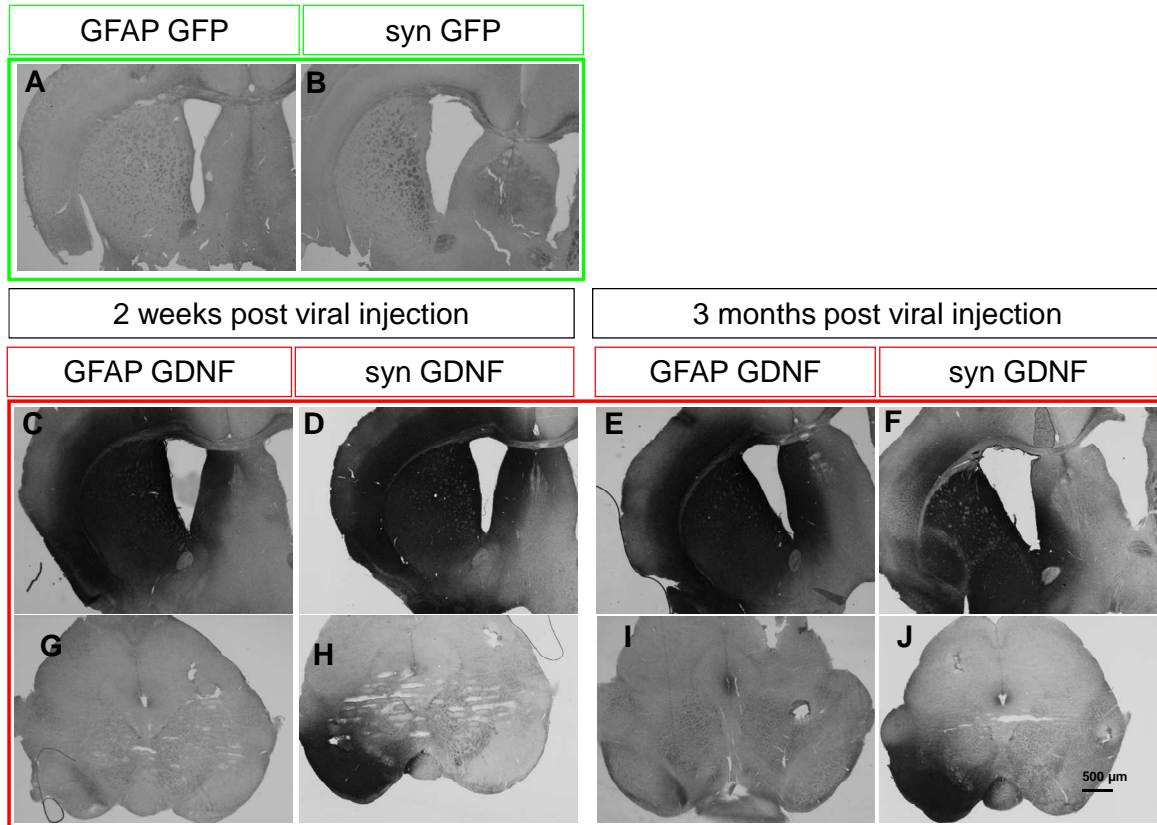 GFAP GFP
syn GFP
A
B
2 weeks post viral injection
3 months post viral injection
GFAP GDNF
syn GDNF
GFAP GDNF
syn GDNF
C
D
E
F
G
H
I
J
500 µm